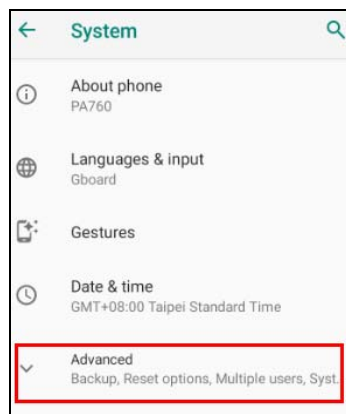 System
About phone
PA760
Languages & input
Gboard
Gestures
Date & time
GMT+08:00 Taipei Standard Time
Advanced
Backup, Reset options, Multiple users, Syst.